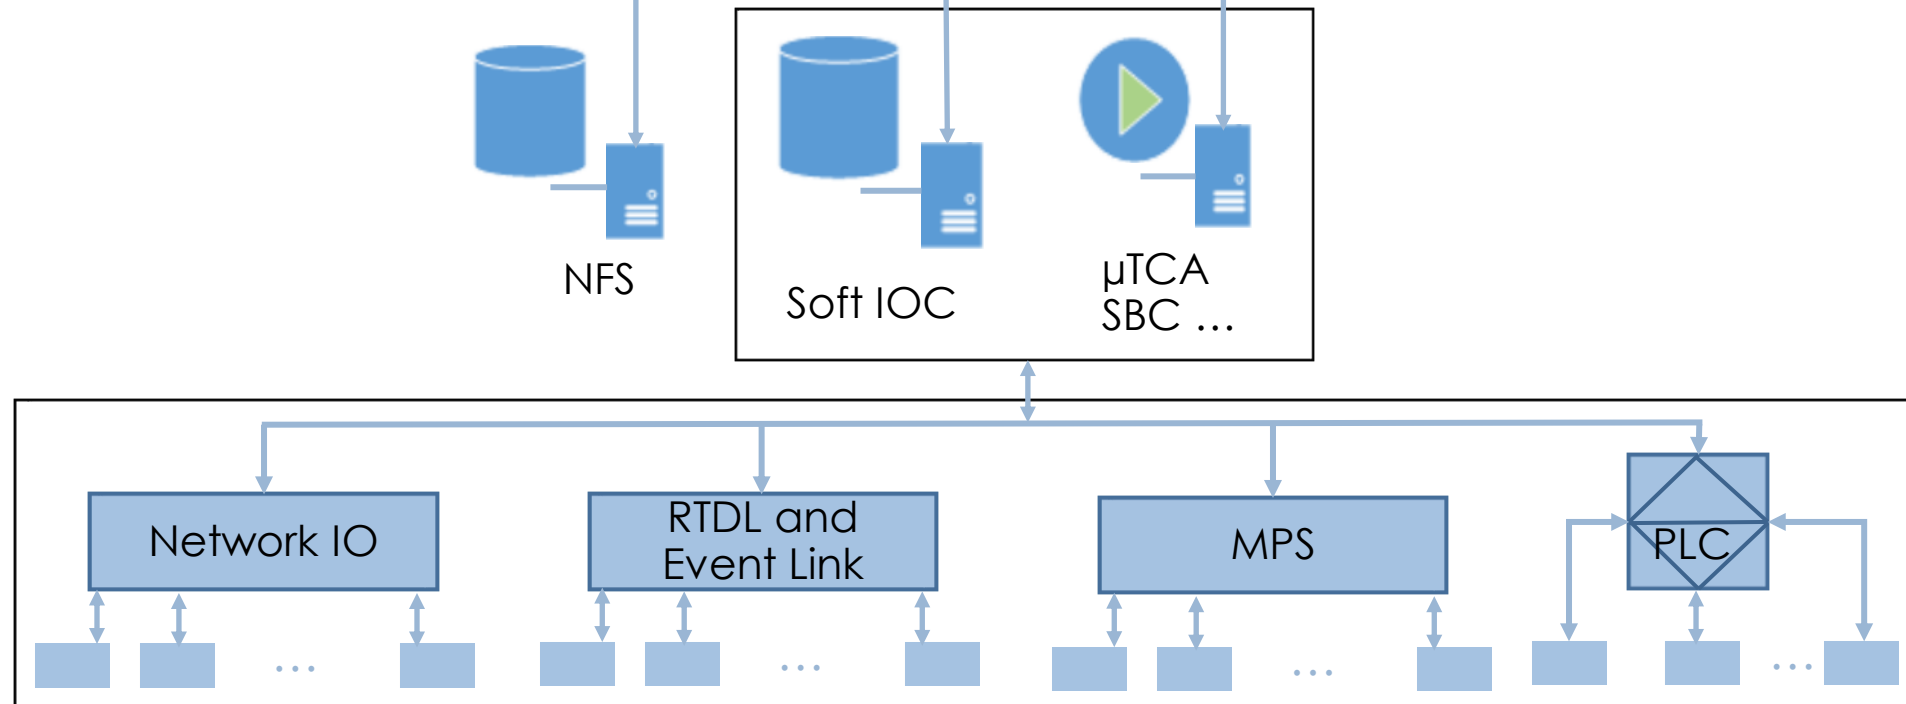 NFS
Soft IOC
µTCA
SBC ...
Network IO
RTDL and
Event Link
MPS
PLC
...
...
...
...